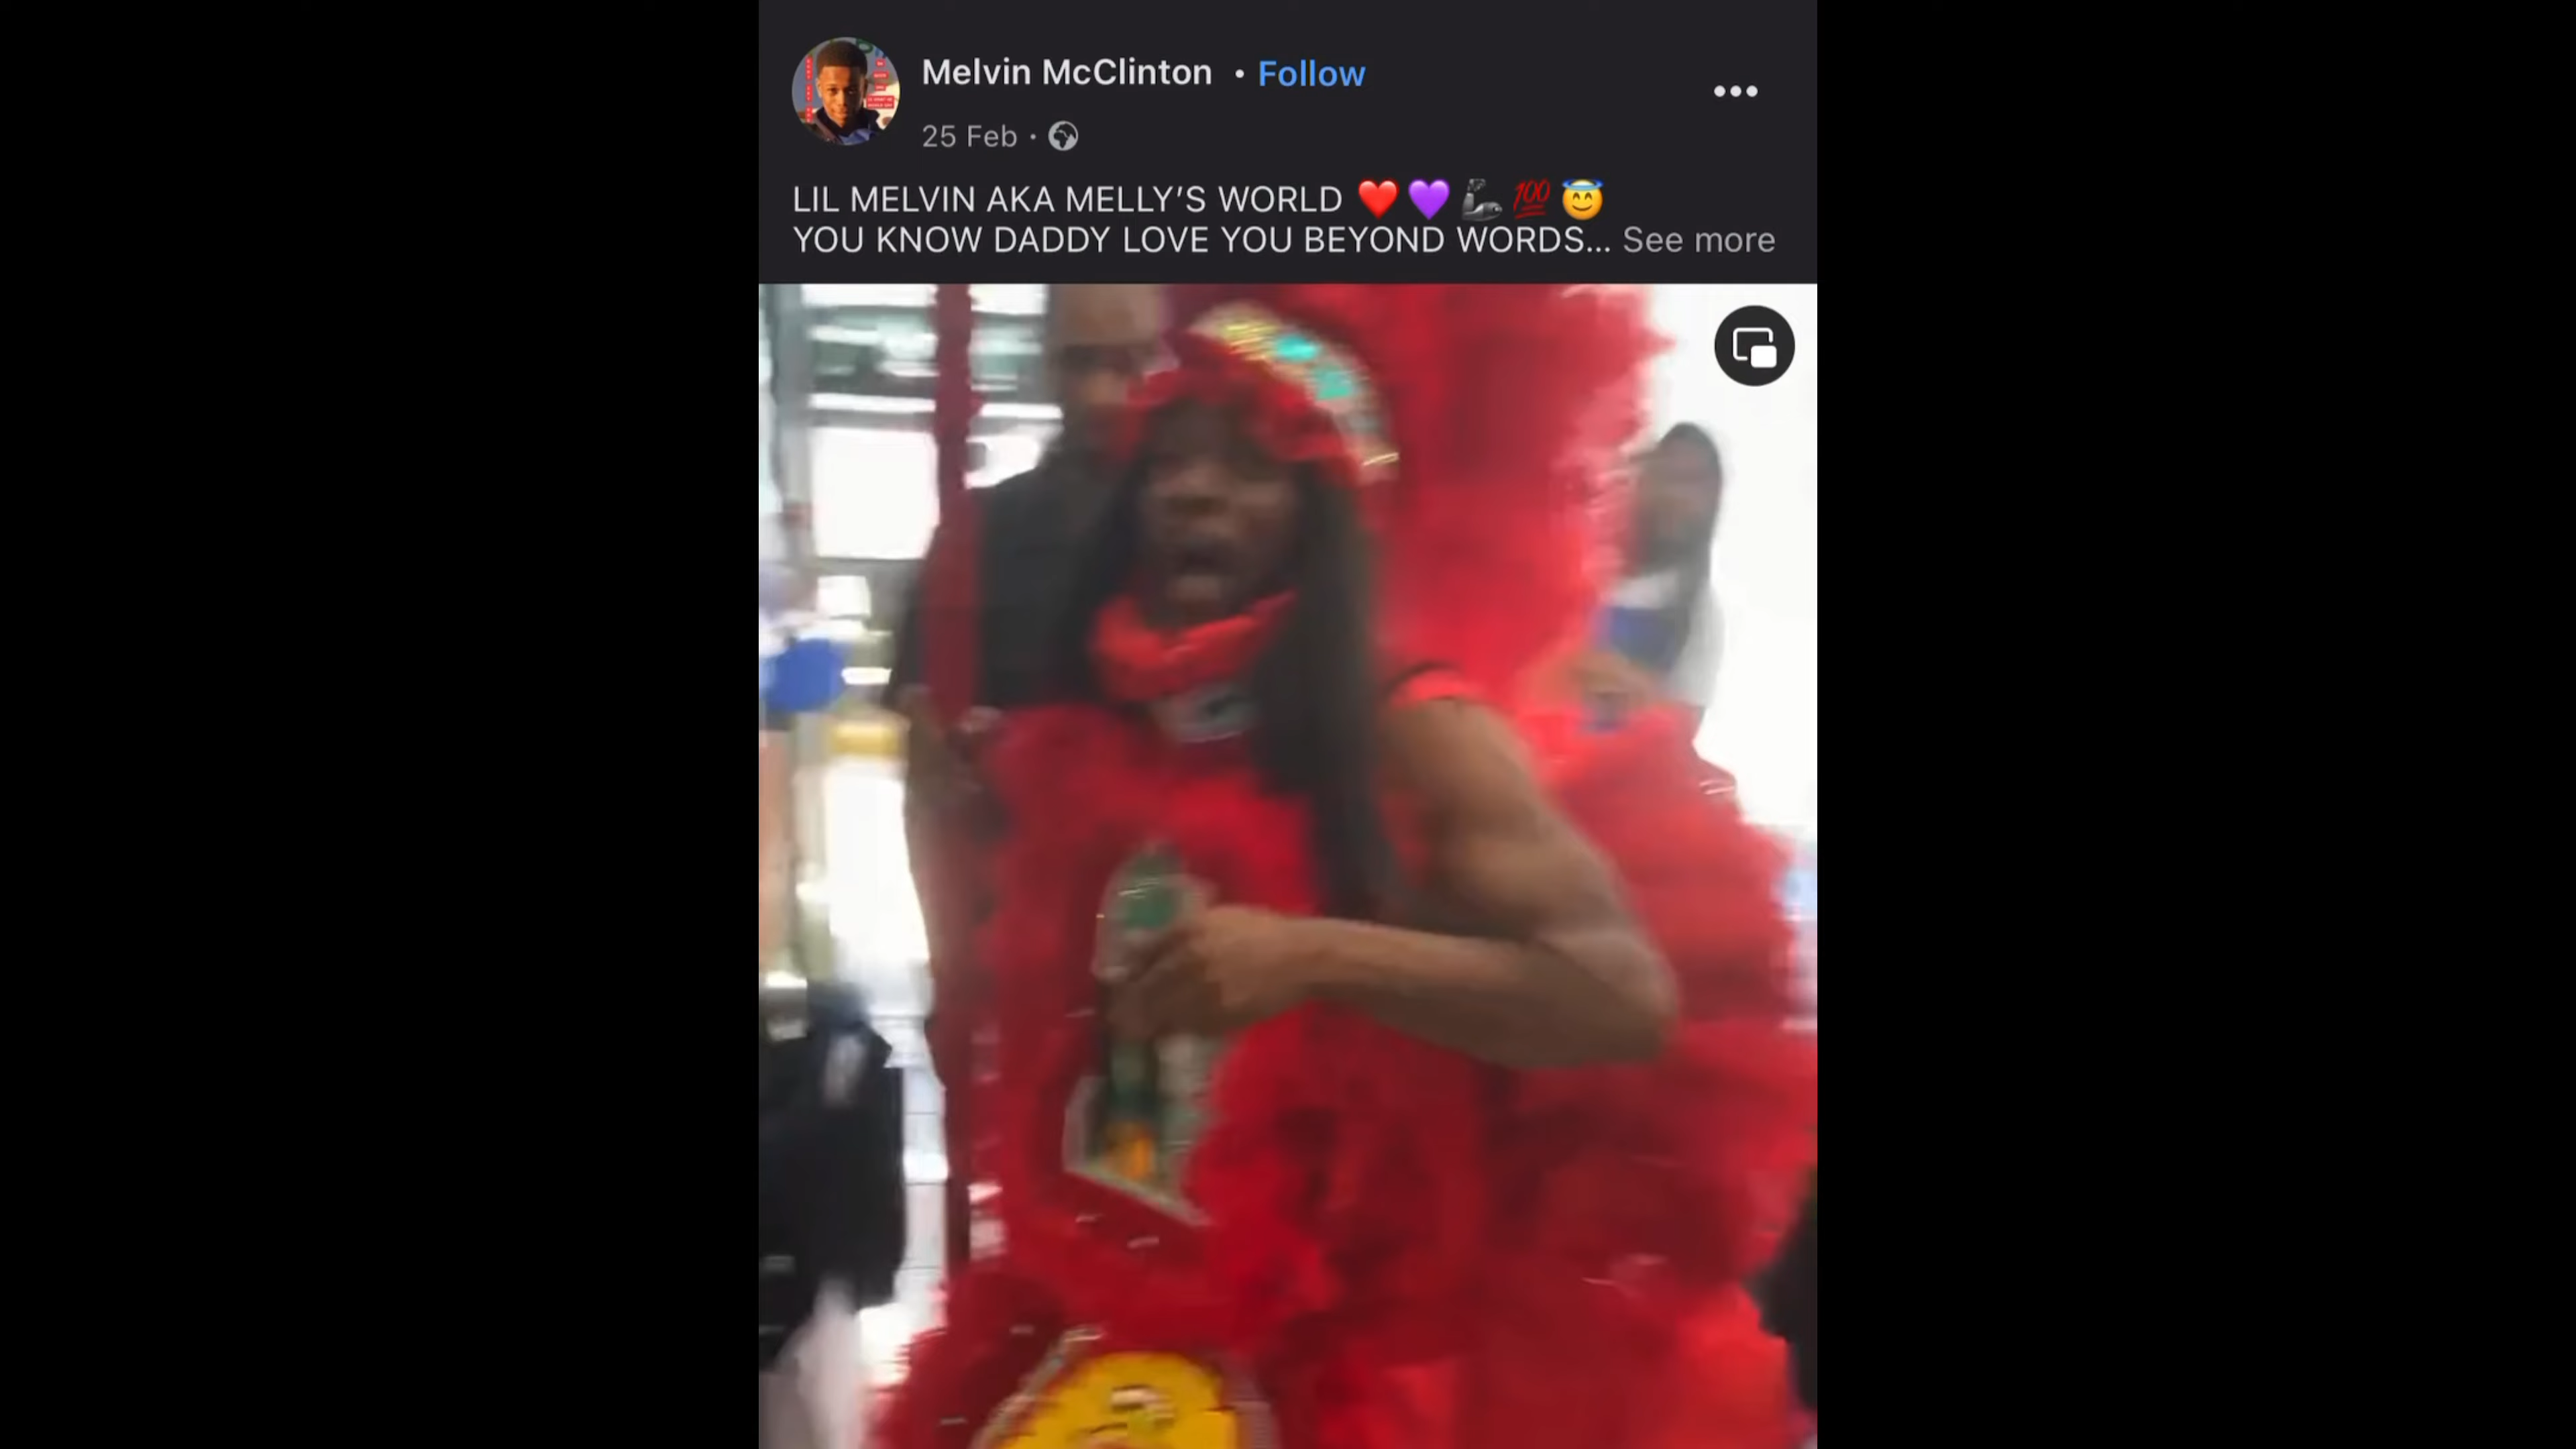 Melvin McClinton • Follow
25 Feb •
LIL MELVIN AKA MELLY'S WORLD ❤️ 💜 🦾 💯 😇
YOU KNOW DADDY LOVE YOU BEYOND WORDS... See more